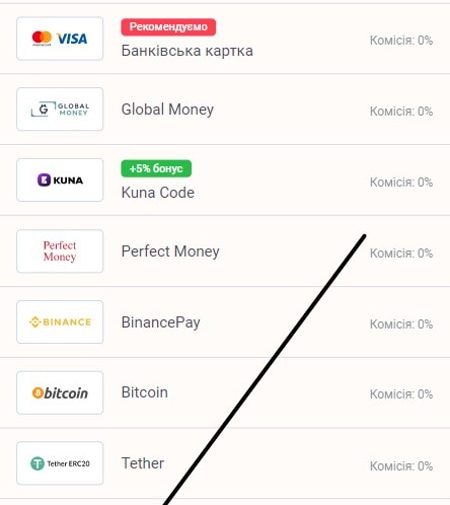 VISA
Рекомендуємо
Банківська картка
Комісія: 0%
GLOBAL
MONEY
Global Money
Комісія: 0%
KUNA
+5% бонус
Kuna Code
Комісія: 0%
Perfect
Money
Perfect Money
Комісія: 0%
BINANCE
BinancePay
Комісія: 0%
bitcoin
Bitcoin
Комісія: 0%
Tether ERC20
Tether
Комісія: 0%